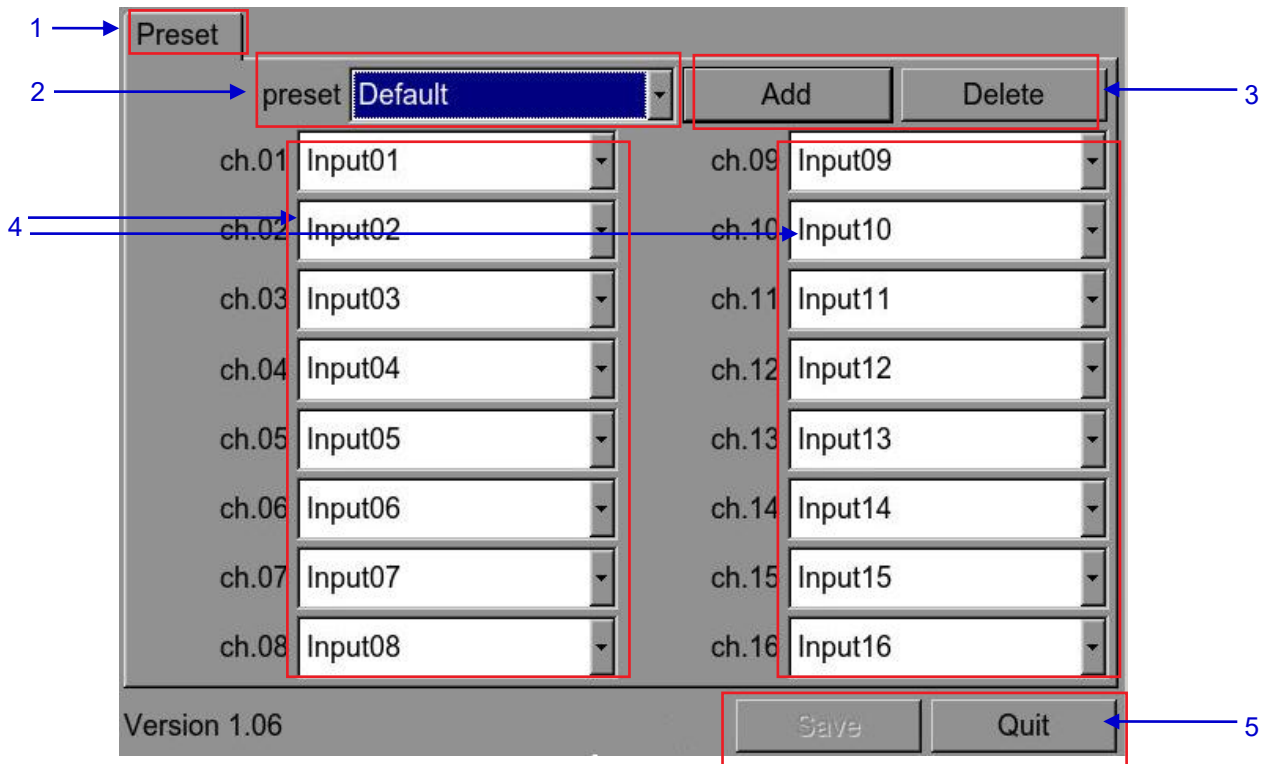 1
Preset
2
preset Default
Add
Delete
3
ch.01 Input01
ch.09 Input09
4
ch.02 Input02
ch.10 Input10
ch.03 Input03
ch.11 Input11
ch.04 Input04
ch.12 Input12
ch.05 Input05
ch.13 Input13
ch.06 Input06
ch.14 Input14
ch.07 Input07
ch.15 Input15
ch.08 Input08
ch.16 Input16
Version 1.06
Save
Quit
5